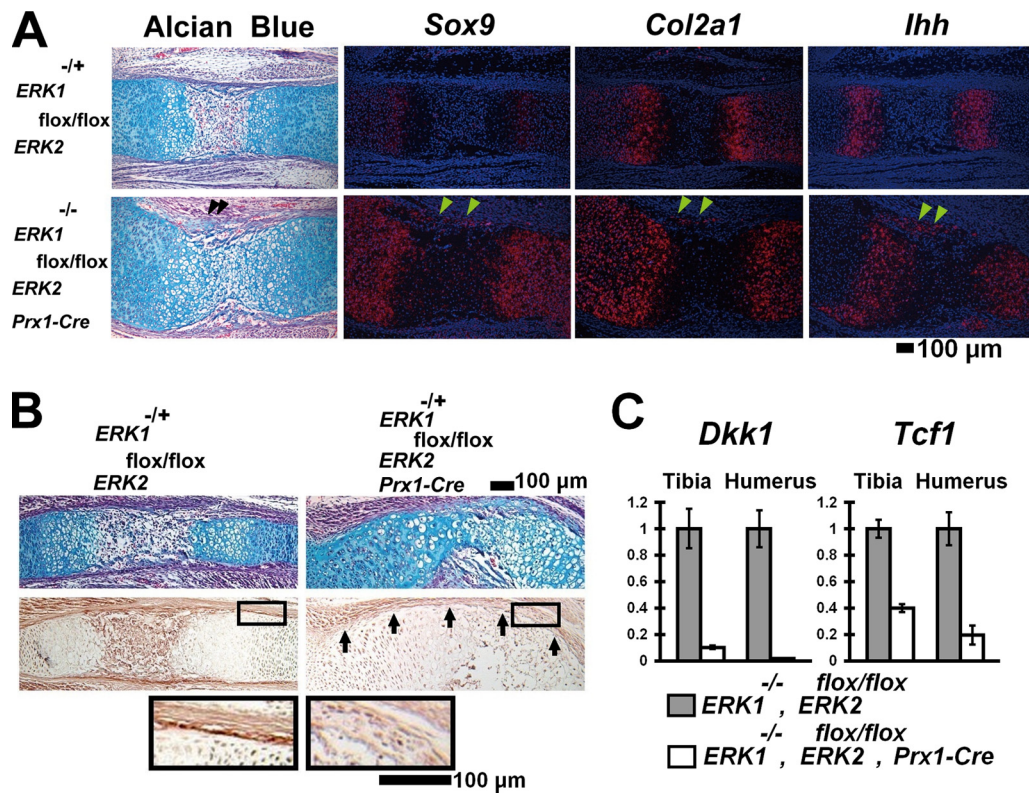 A
Alcian Blue
Sox9
Col2a1
Ihh
-/+
ERK1
flox/flox
ERK2
-/-
ERK1
flox/flox
ERK2
Prx1-Cre
100 µm
B
-/+
ERK1
flox/flox
ERK2
-/+
ERK1
flox/flox
ERK2
Prx1-Cre
100 µm
100 µm
C
Dkk1
Tcf1
Tibia Humerus
Tibia Humerus
1.2
1
0.8
0.6
0.4
0.2
0
1.2
1
0.8
0.6
0.4
0.2
0
-/- flox/flox
ERK1 , ERK2
-/- flox/flox
ERK1 , ERK2 , Prx1-Cre